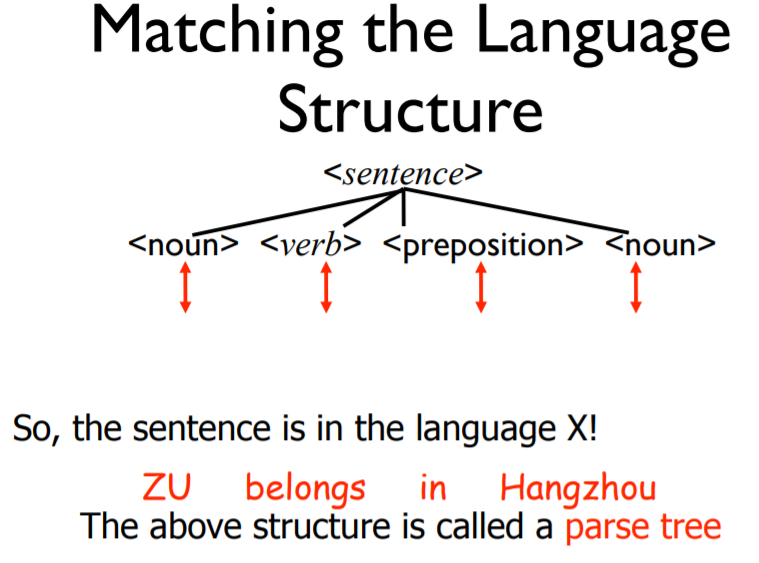 Matching the Language
Structure
<sentence>
<noun> <verb> <preposition> <noun>
So, the sentence is in the language X!
ZU belongs in Hangzhou
The above structure is called a parse tree